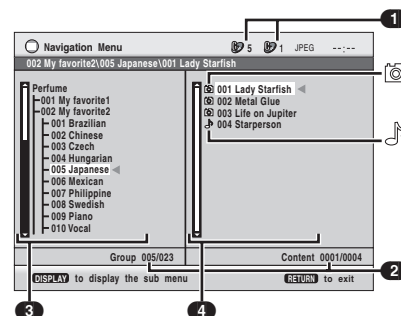 1
Navigation Menu 5 1 JPEG --:--
002 My favorite2\005 Japanese\001 Lady Starfish
Perfume
001 My favorite1
002 My favorite2
001 Brazilian
002 Chinese
003 Czech
004 Hungarian
005 Japanese
006 Mexican
007 Philippine
008 Swedish
009 Piano
010 Vocal
001 Lady Starfish
002 Metal Glue
003 Life on Jupiter
004 Starperson
Group 005/023
Content 0001/0004
2
DISPLAY to display the sub menu
RETURN to exit
3
4